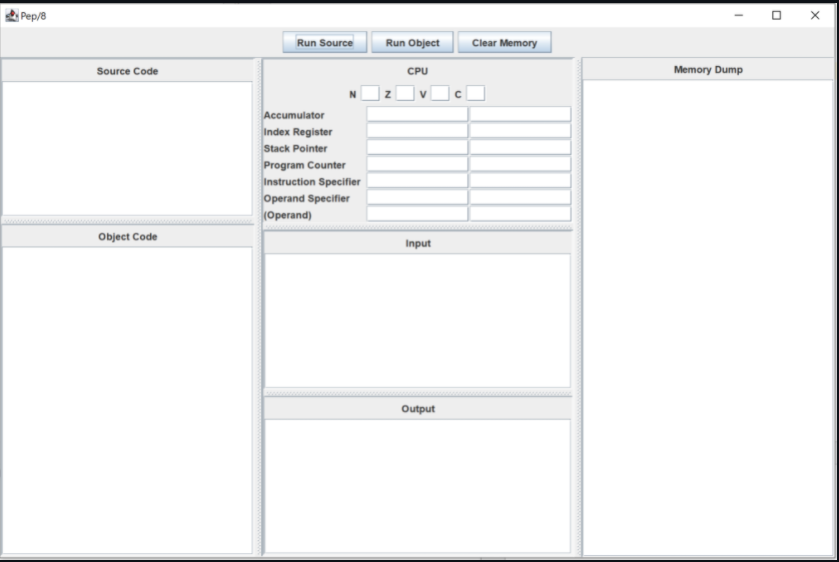 Pep/8
Run Source Run Object Clear Memory
Source Code
Object Code
CPU
N Z V C
Accumulator
Index Register
Stack Pointer
Program Counter
Instruction Specifier
Operand Specifier
(Operand)
Input
Output
Memory Dump